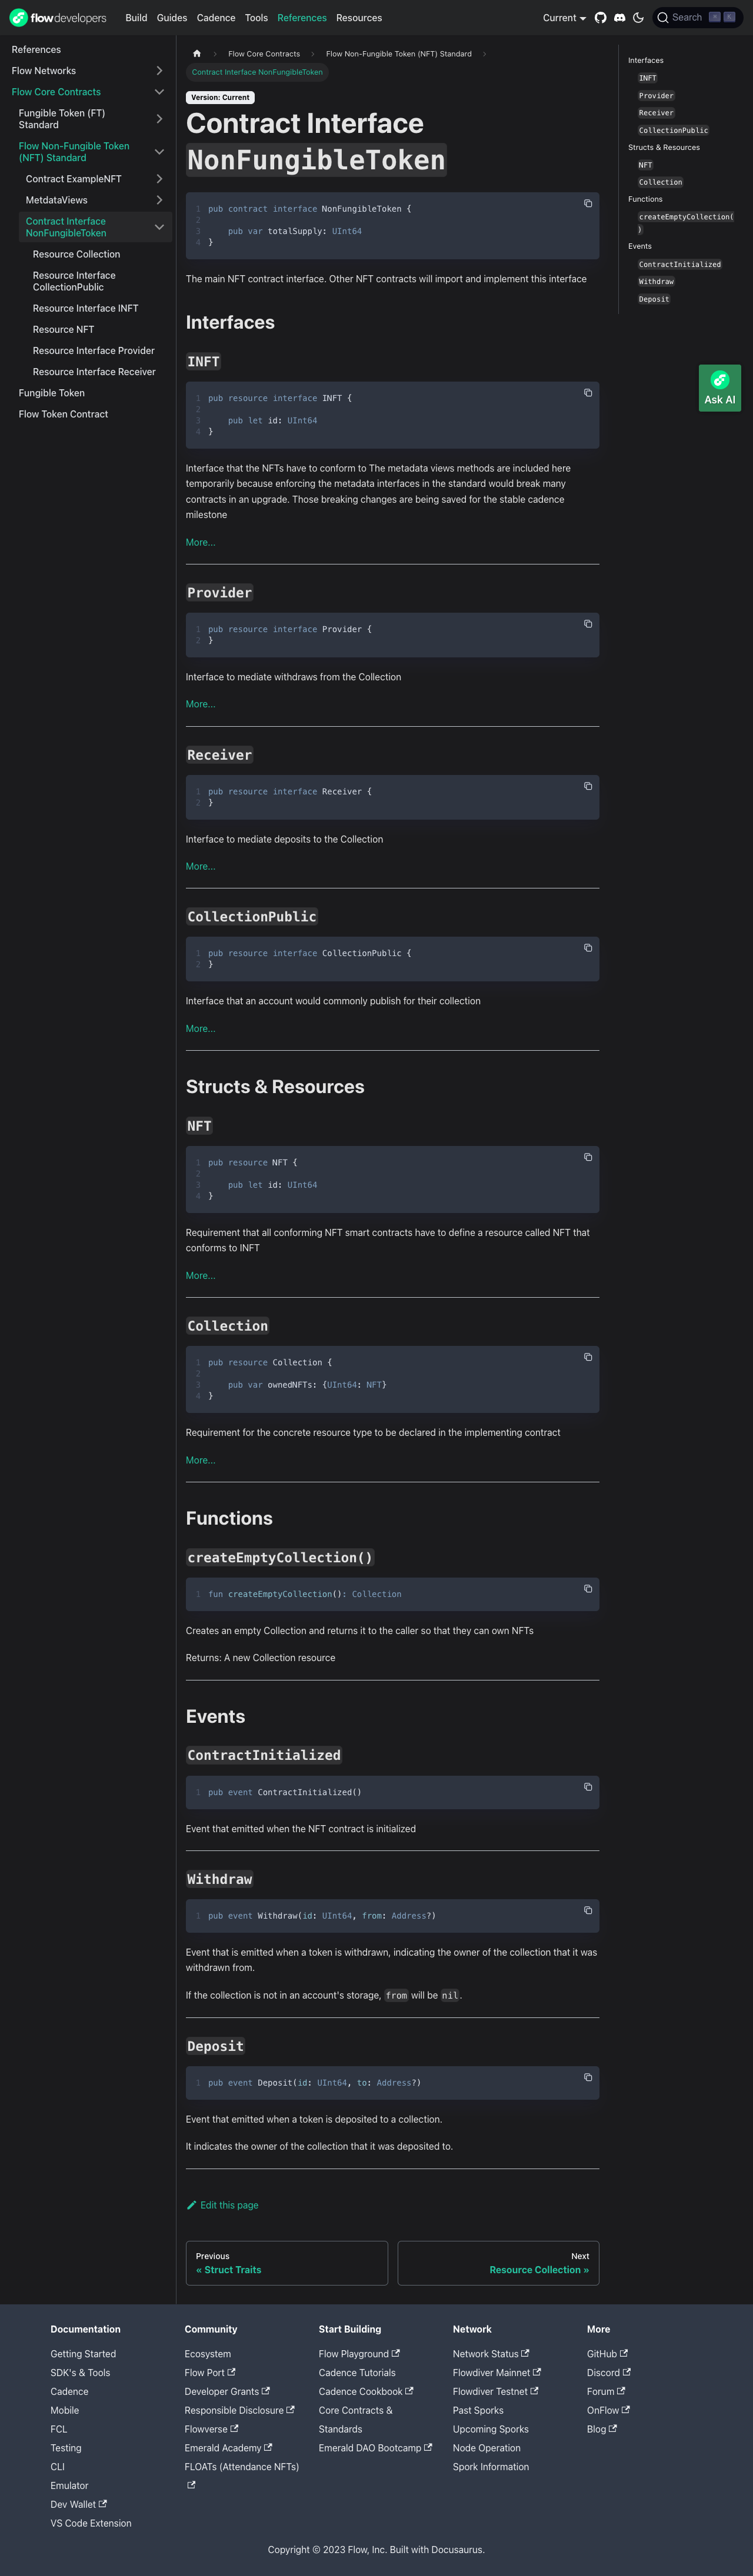 flow developers
Build Guides Cadence Tools References Resources
Current
Search
References
Flow Networks
Flow Core Contracts
Fungible Token (FT)
Standard
Flow Non-Fungible Token
(NFT) Standard
Contract ExampleNFT
MetdataViews
Contract Interface
NonFungibleToken
Resource Collection
Resource Interface
CollectionPublic
Resource Interface INFT
Resource NFT
Resource Interface Provider
Resource Interface Receiver
Fungible Token
Flow Token Contract
Flow Core Contracts
Flow Non-Fungible Token (NFT) Standard
Contract Interface NonFungibleToken
Version: Current
Contract Interface
NonFungibleToken
1 pub contract interface NonFungibleToken {
2
3     pub var totalSupply: UInt64
4 }
The main NFT contract interface. Other NFT contracts will import and implement this interface
Interfaces
INFT
1 pub resource interface INFT {
2
3     pub let id: UInt64
4 }
Interface that the NFTs have to conform to The metadata views methods are included here
temporarily because enforcing the metadata interfaces in the standard would break many
contracts in an upgrade. Those breaking changes are being saved for the stable cadence
milestone
More...
Provider
1 pub resource interface Provider {
2 }
Interface to mediate withdraws from the Collection
More...
Receiver
1 pub resource interface Receiver {
2 }
Interface to mediate deposits to the Collection
More...
CollectionPublic
1 pub resource interface CollectionPublic {
2 }
Interface that an account would commonly publish for their collection
More...
Structs & Resources
NFT
1 pub resource NFT {
2
3     pub let id: UInt64
4 }
Requirement that all conforming NFT smart contracts have to define a resource called NFT that
conforms to INFT
More...
Collection
1 pub resource Collection {
2
3     pub var ownedNFTs: {UInt64: NFT}
4 }
Requirement for the concrete resource type to be declared in the implementing contract
More...
Functions
createEmptyCollection()
1 fun createEmptyCollection(): Collection
Creates an empty Collection and returns it to the caller so that they can own NFTs
Returns: A new Collection resource
Events
ContractInitialized
1 pub event ContractInitialized()
Event that emitted when the NFT contract is initialized
Withdraw
1 pub event Withdraw(id: UInt64, from: Address?)
Event that is emitted when a token is withdrawn, indicating the owner of the collection that it was
withdrawn from.
If the collection is not in an account's storage, from will be nil.
Deposit
1 pub event Deposit(id: UInt64, to: Address?)
Event that emitted when a token is deposited to a collection.
It indicates the owner of the collection that it was deposited to.
Edit this page
Previous
« Struct Traits
Next
Resource Collection »
Interfaces
INFT
Provider
Receiver
CollectionPublic
Structs & Resources
NFT
Collection
Functions
createEmptyCollection(
)
Events
ContractInitialized
Withdraw
Deposit
Ask AI
Documentation
Getting Started
SDK's & Tools
Cadence
Mobile
FCL
Testing
CLI
Emulator
Dev Wallet
VS Code Extension
Community
Ecosystem
Flow Port
Developer Grants
Responsible Disclosure
Flowverse
Emerald Academy
FLOATs (Attendance NFTs)
Start Building
Flow Playground
Cadence Tutorials
Cadence Cookbook
Core Contracts &
Standards
Emerald DAO Bootcamp
Network
Network Status
Flowdiver Mainnet
Flowdiver Testnet
Past Sporks
Upcoming Sporks
Node Operation
Spork Information
More
GitHub
Discord
Forum
OnFlow
Blog
Copyright © 2023 Flow, Inc. Built with Docusaurus.